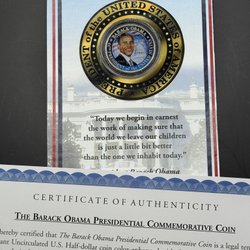 PRESIDENT of the UNITED STATES of AMERICA
"Today we begin in earnest
the work of making sure that
the world we leave our children
is just a little bit better
than the one we inhabit today."
Barack Obama
CERTIFICATE OF AUTHENTICITY
THE BARACK OBAMA PRESIDENTIAL COMMEMORATIVE COIN
hereby certified that The Barack Obama Presidential Commemorative Coin is a legal
Uncirculated U.S. Half-dollar coin